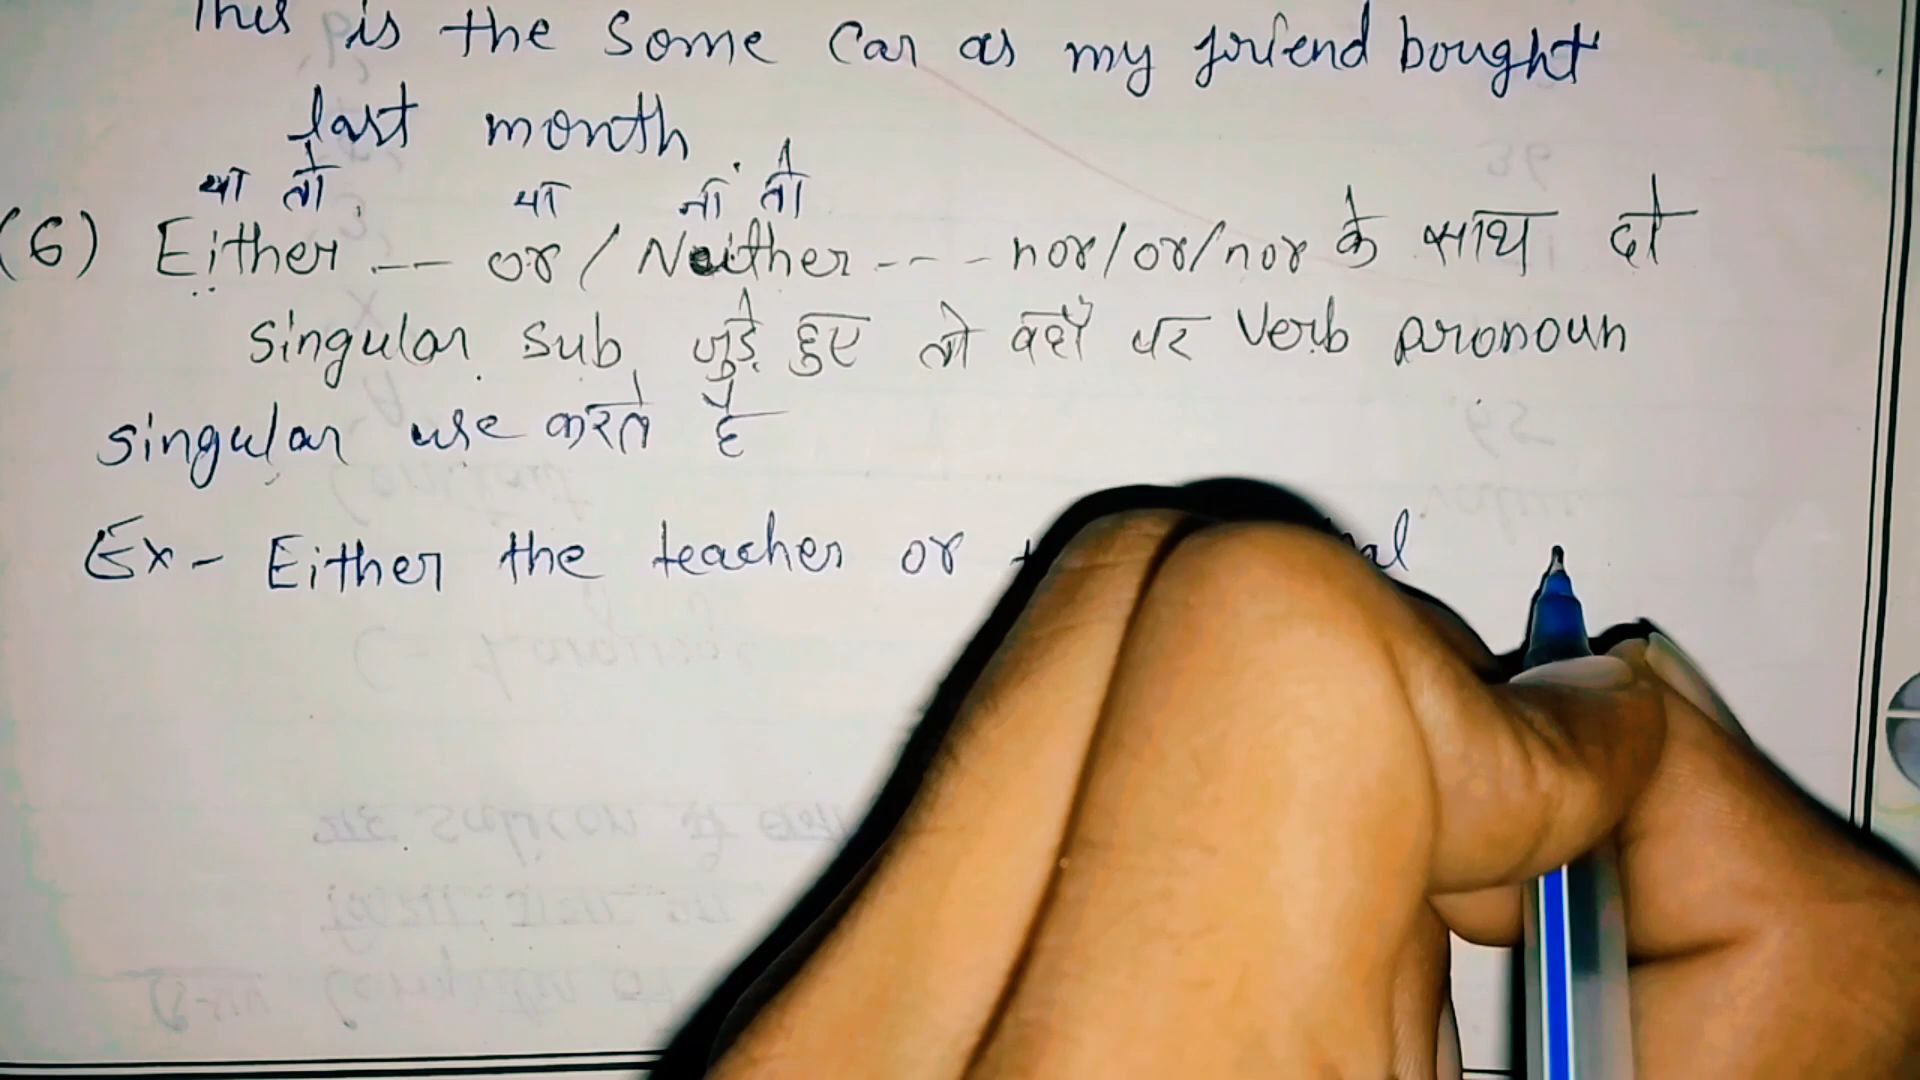 This is the Some Car as my friend bought
last month.
या तो या ना तो
(6) Either --- or / Neither --- nor/or/nor के साथ दो
singular sub जुड़े हुए तो वहाँ पर Verb pronoun
singular use करते है
Ex- Either the teacher or